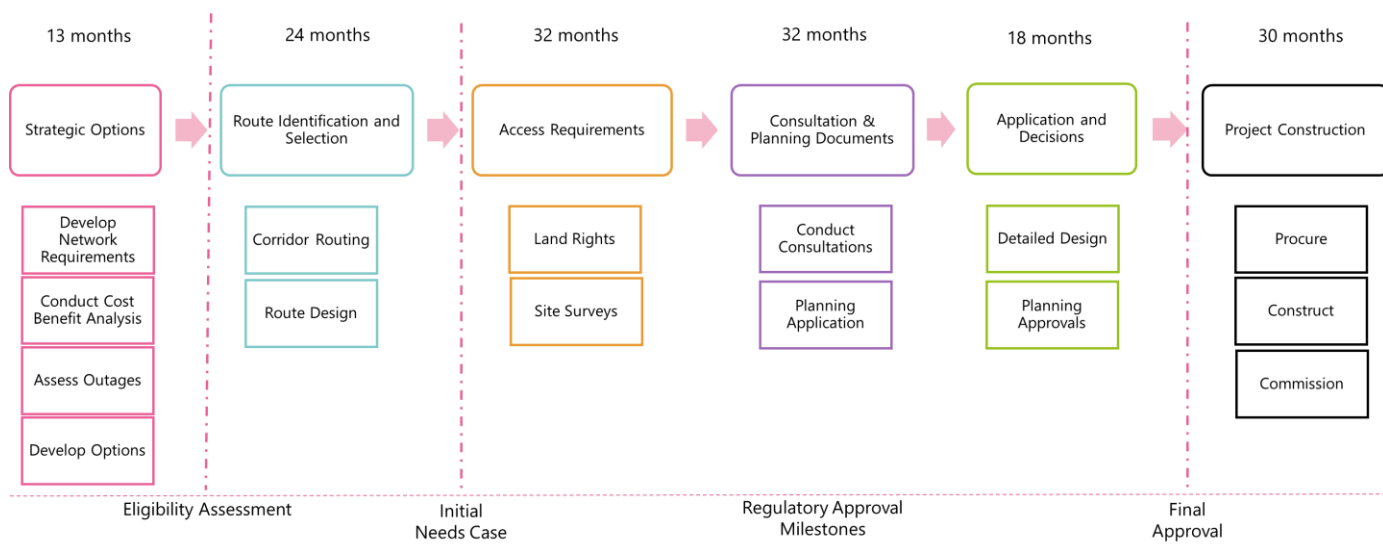 13 months
24 months
32 months
32 months
18 months
30 months
Strategic Options
Route Identification and
Selection
Access Requirements
Consultation &
Planning Documents
Application and
Decisions
Project Construction
Develop
Network
Requirements
Conduct Cost
Benefit Analysis
Assess Outages
Develop Options
Corridor Routing
Route Design
Land Rights
Site Surveys
Conduct
Consultations
Planning
Application
Detailed Design
Planning
Approvals
Procure
Construct
Commission
Eligibility Assessment
Initial
Needs Case
Regulatory Approval
Milestones
Final
Approval